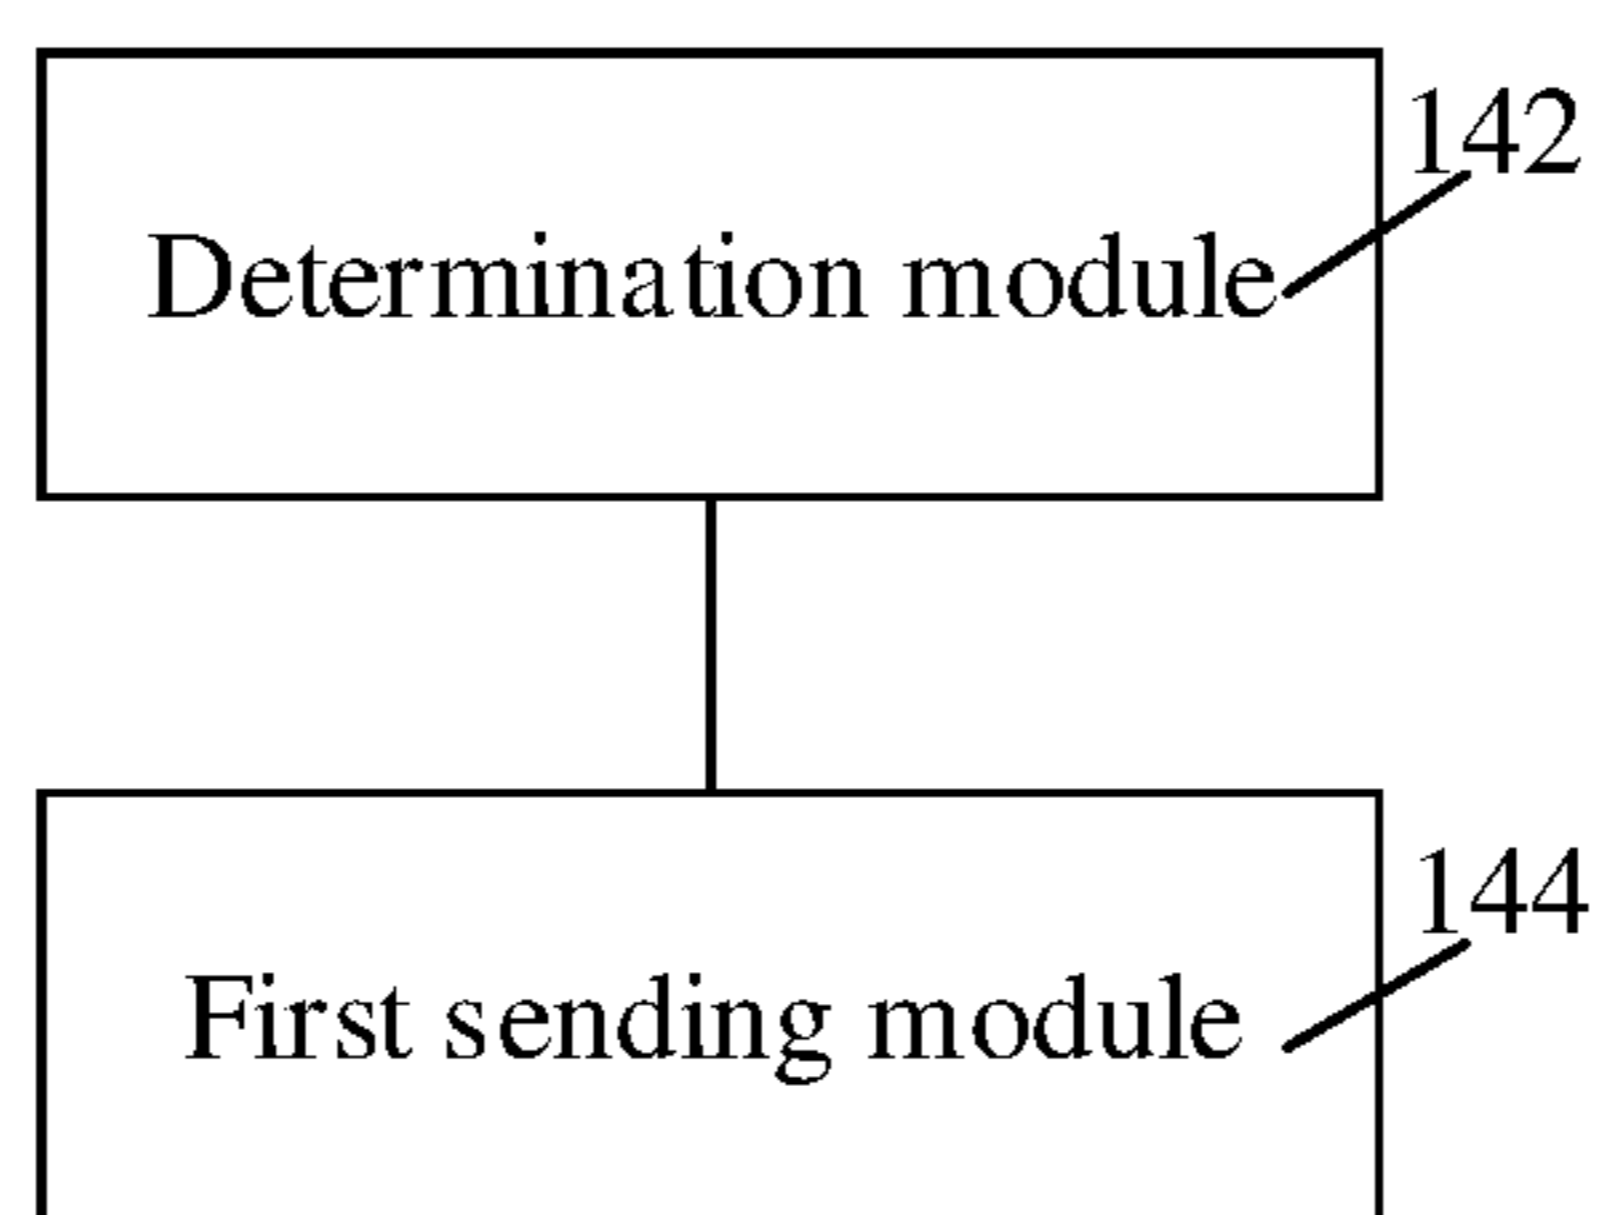 142
Determination module
144
First sending module